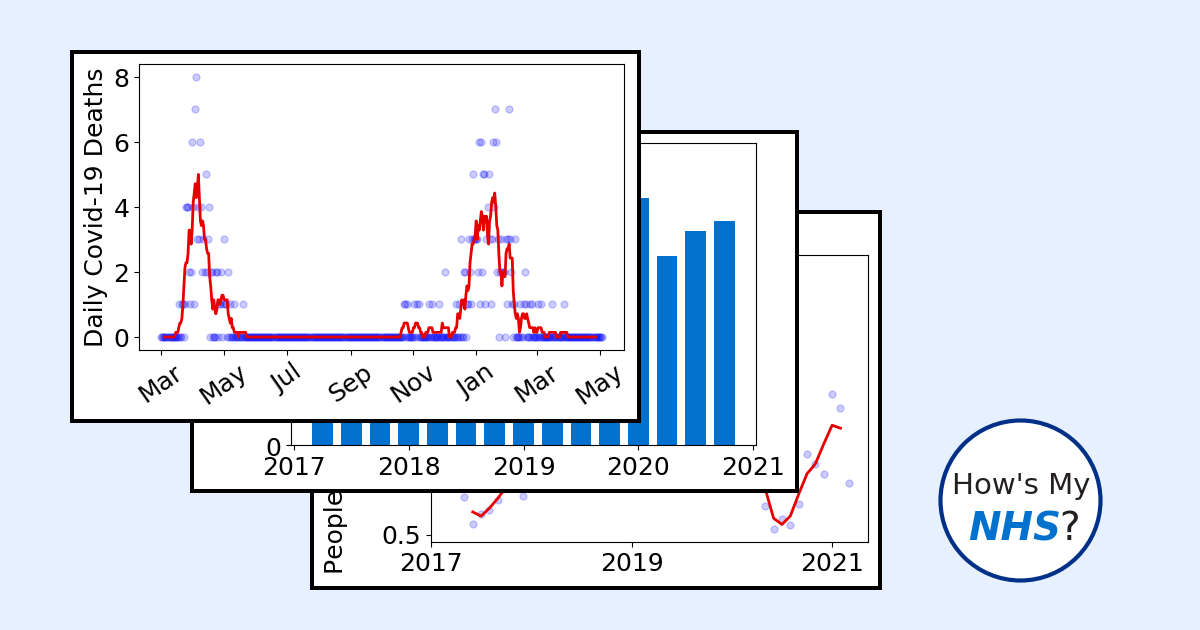 Daily Covid-19 Deaths
8
6
4
2
0
Mar May Jul Sep Nov Jan Mar May
0
2017 2018 2019 2020 2021
People
0.5
2017 2019 2021
How's My
NHS?